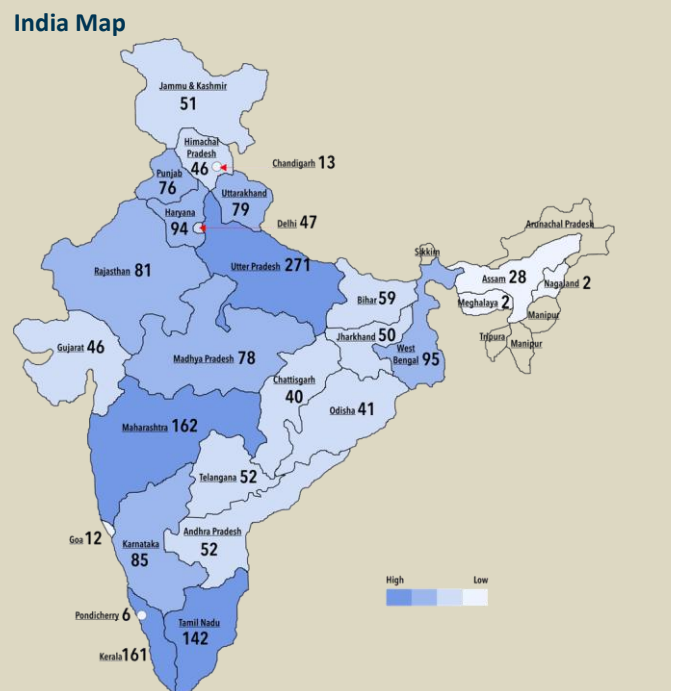 India Map
Jammu & Kashmir
51
Himachal
Pradesh
46
Chandigarh 13
Punjab
76
Uttarakhand
79
Haryana
94
Delhi 47
Arunachal Pradesh
Sikkim
Rajasthan 81
Utter Pradesh 271
Assam 28
Nagaland 2
Bihar 59
Meghalaya 2
Manipur
Gujarat 46
Jharkhand 50
Tripura
Manipur
Madhya Pradesh 78
West
Bengal 95
Chattisgarh
40
Odisha 41
Maharashtra 162
Telangana 52
Andhra Pradesh
52
Goa 12
Karnataka
85
High
Low
Pondicherry 6
Tamil Nadu
142
Kerala 161